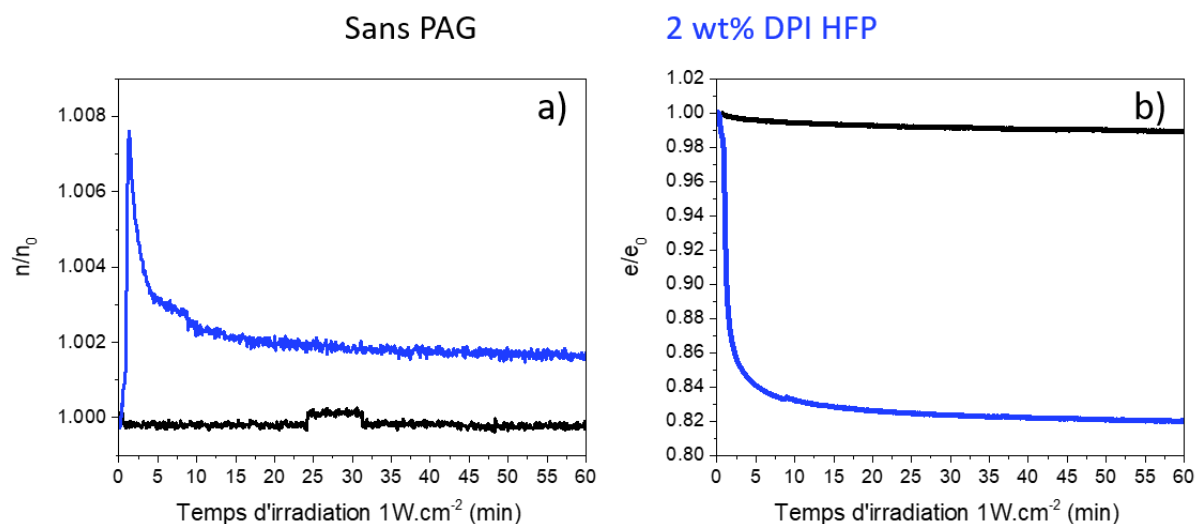 Sans PAG
2 wt% DPI HFP
a)
n/n₀
1.008
1.006
1.004
1.002
1.000
0 5 10 15 20 25 30 35 40 45 50 55 60
Temps d'irradiation 1W.cm⁻² (min)
b)
e/e₀
1.02
1.00
0.98
0.96
0.94
0.92
0.90
0.88
0.86
0.84
0.82
0.80
0 5 10 15 20 25 30 35 40 45 50 55 60
Temps d'irradiation 1W.cm⁻² (min)